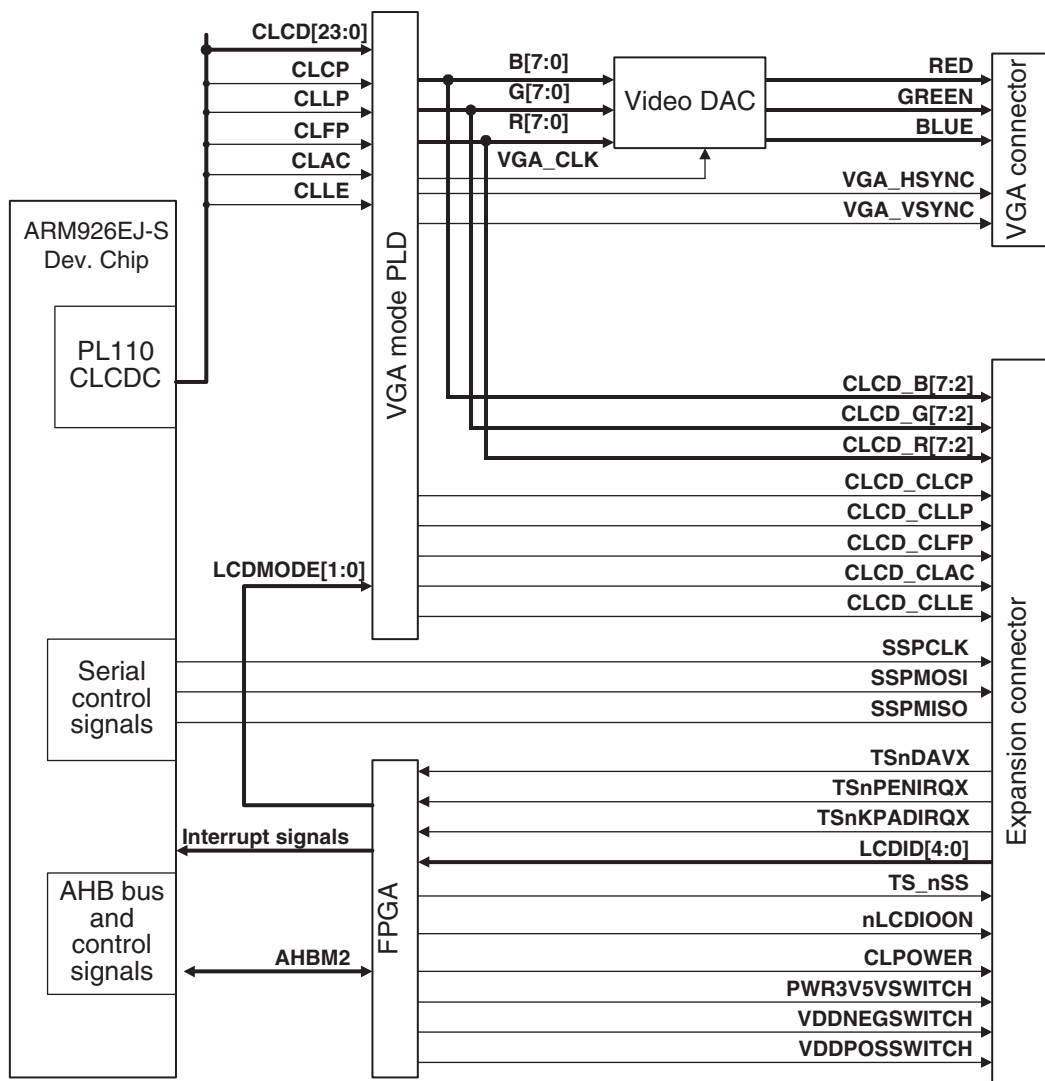 CLCD[23:0]
CLCP
CLLP
CLFP
CLAC
CLLE
ARM926EJ-S
Dev. Chip
PL110
CLCDC
VGA mode PLD
B[7:0]
G[7:0]
R[7:0]
VGA_CLK
Video DAC
RED
GREEN
BLUE
VGA_HSYNC
VGA_VSYNC
VGA connector
CLCD_B[7:2]
CLCD_G[7:2]
CLCD_R[7:2]
CLCD_CLCP
CLCD_CLLP
CLCD_CLFP
CLCD_CLAC
CLCD_CLLE
LCDMODE[1:0]
Serial
control
signals
SSPCLK
SSPMOSI
SSPMISO
Expansion connector
TSnDAVX
TSnPENIRQX
TSnKPADIRQX
LCDID[4:0]
TS_nSS
nLCDIOON
CLPOWER
PWR3V5VSWITCH
VDDNEGSWITCH
VDDPOSSWITCH
Interrupt signals
FPGA
AHB bus
and
control
signals
AHBM2